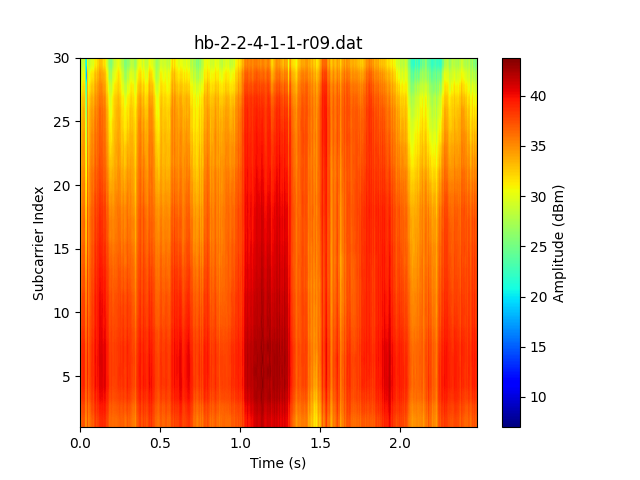 hb-2-2-4-1-1-r09.dat
30
25
20
15
10
5
Subcarrier Index
0.0 0.5 1.0 1.5 2.0
Time (s)
40
35
30
25
20
15
10
Amplitude (dBm)